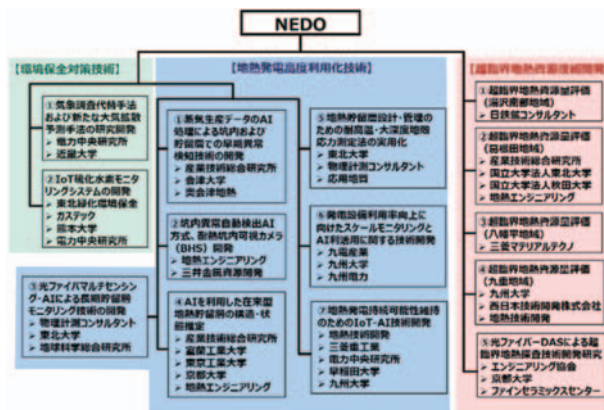 NEDO
【環境保全対策技術】
①気象調査代替手法
および新たな大気拡散
予測手法の研究開発
➢ 電力中央研究所
➢ 近畿大学
②IoT硫化水素モニ
タリングシステムの開発
➢ 東北緑化環境保全
➢ ガステック
➢ 熊本大学
➢ 電力中央研究所
【地熱発電高度利用化技術】
①蒸気生産データのAI
処理による坑内および
貯留層での早期異常
検知技術の開発
➢ 産業技術総合研究所
➢ 会津大学
➢ 奥会津地熱
②坑内異常自動検出AI
方式、耐熱坑内可視カメラ
(BHS)開発
➢ 地熱エンジニアリング
➢ 三井金属資源開発
③光ファイバマルチセンシン
グ・AIによる長期貯留層
モニタリング技術の開発
➢ 物理計測コンサルタント
➢ 東北大学
➢ 地球科学総合研究所
④AIを利用した在来型
地熱貯留層の構造・状
態推定
➢ 産業技術総合研究所
➢ 室蘭工業大学
➢ 東京工業大学
➢ 京都大学
➢ 地熱エンジニアリング
⑤地熱貯留層設計・管理
のための耐高温・大深度地殻
応力測定法の実用化
➢ 東北大学
➢ 物理計測コンサルタント
➢ 応用地質
⑥発電設備利用率向上に
向けたスケールモニタリングと
AI利活用に関する技術開発
➢ 九電産業
➢ 九州大学
➢ 九州電力
⑦地熱発電持続可能性維持
のためのIoT-AI技術開発
➢ 地熱技術開発
➢ 三菱重工業
➢ 電力中央研究所
➢ 早稲田大学
➢ 九州大学
【超臨界地熱資源技術開発】
①超臨界地熱資源量評価
(湯沢南部地域)
➢ 日鉄鉱コンサルタント
②超臨界地熱資源量評価
(葛根田地域)
➢ 産業技術総合研究所
➢ 国立大学法人東北大学
➢ 国立大学法人秋田大学
➢ 地熱エンジニアリング
③超臨界地熱資源量評価
(八幡平地域)
➢ 三菱マテリアルテクノ
④超臨界地熱資源量評価
(九重地域)
➢ 九州大学
➢ 西日本技術開発株式会社
➢ 地熱技術開発
⑤光ファイバーDASによる超
臨界地熱探査技術開発研究
➢ エンジニアリング協会
➢ 京都大学
➢ ファインセラミックスセンター